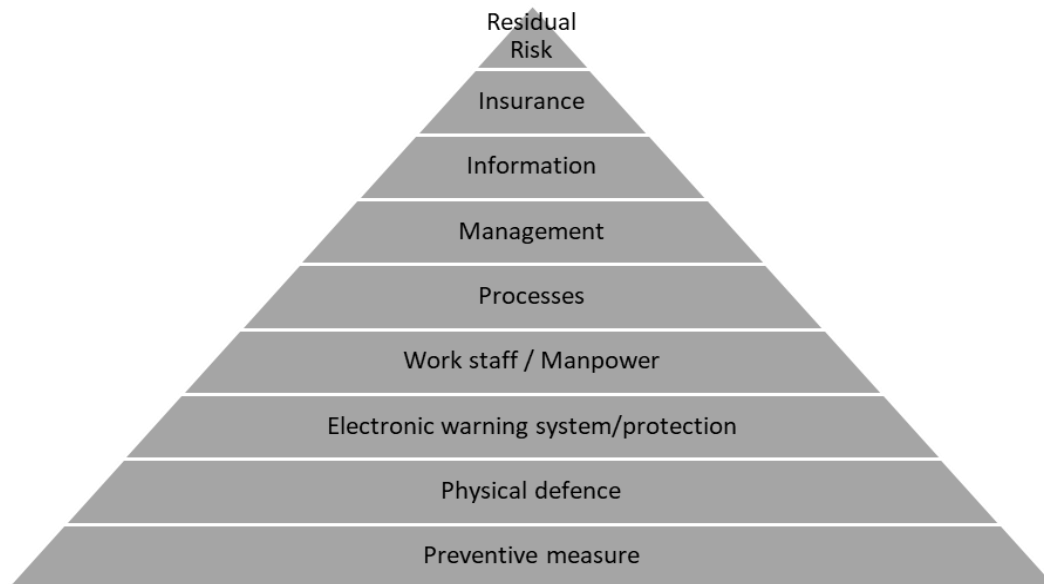 Residual
Risk
Insurance
Information
Management
Processes
Work staff / Manpower
Electronic warning system/protection
Physical defence
Preventive measure